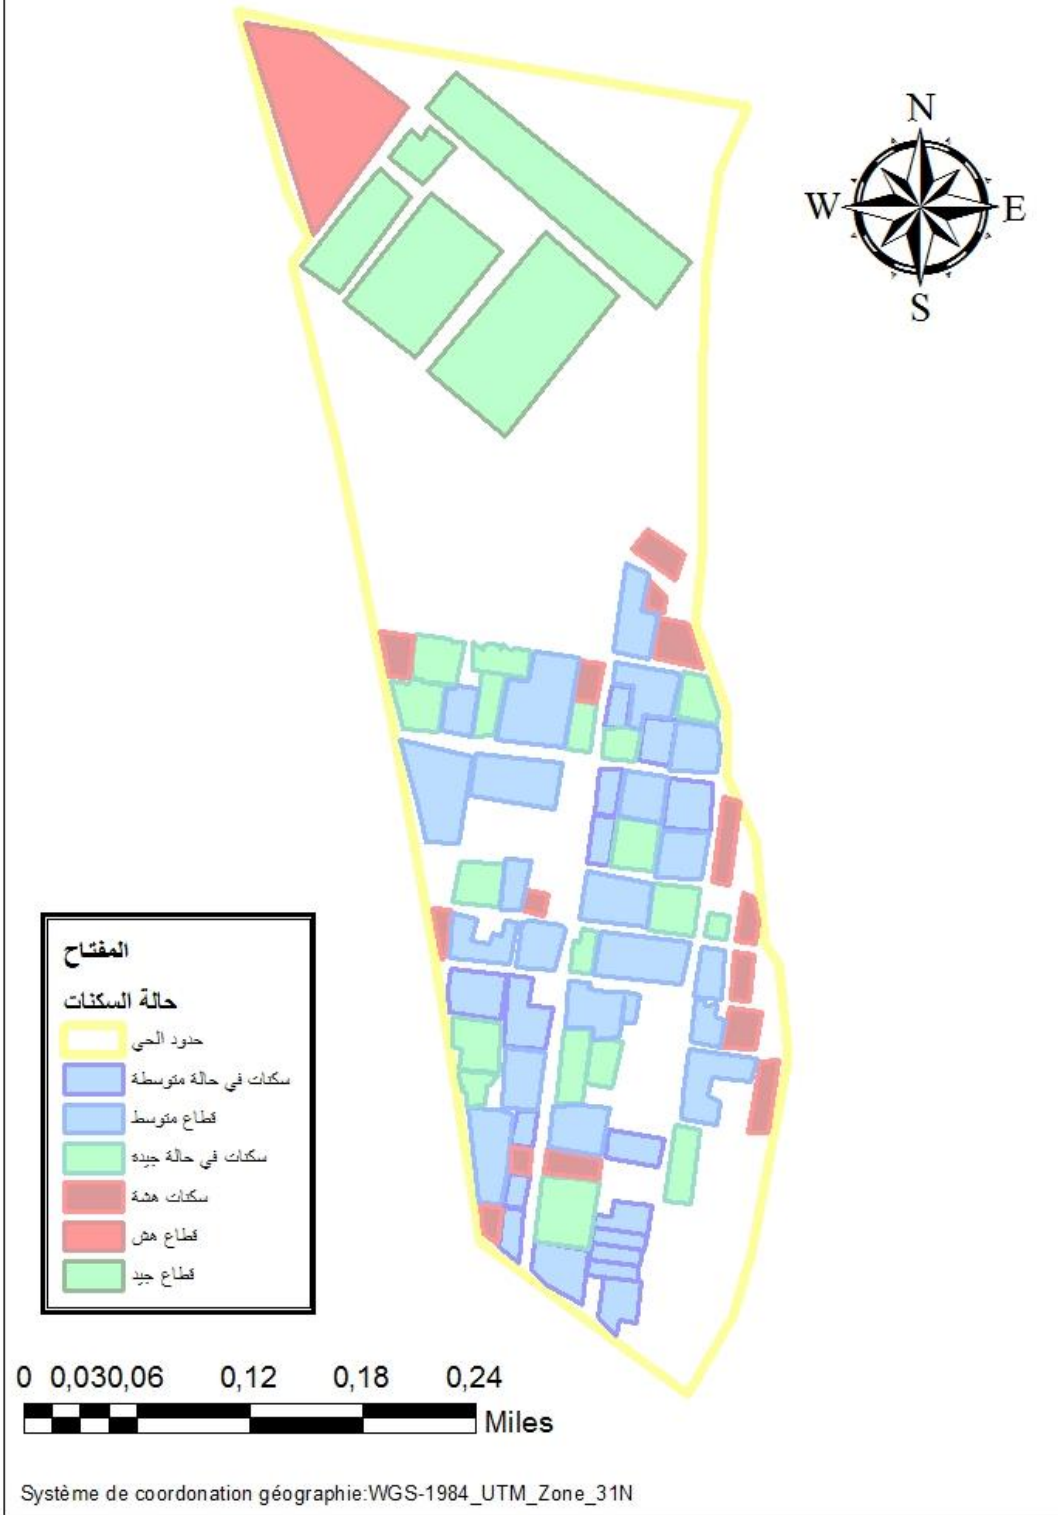 N
W E
S
المفتاح
حالة السكنات
حدود الحي
سكنات في حالة متوسطة
قطاع متوسط
سكنات في حالة جيدة
سكنات هشة
قطاع هش
قطاع جيد
0 0,030,06 0,12 0,18 0,24
Miles
Système de coordonation géographie:WGS-1984_UTM_Zone_31N